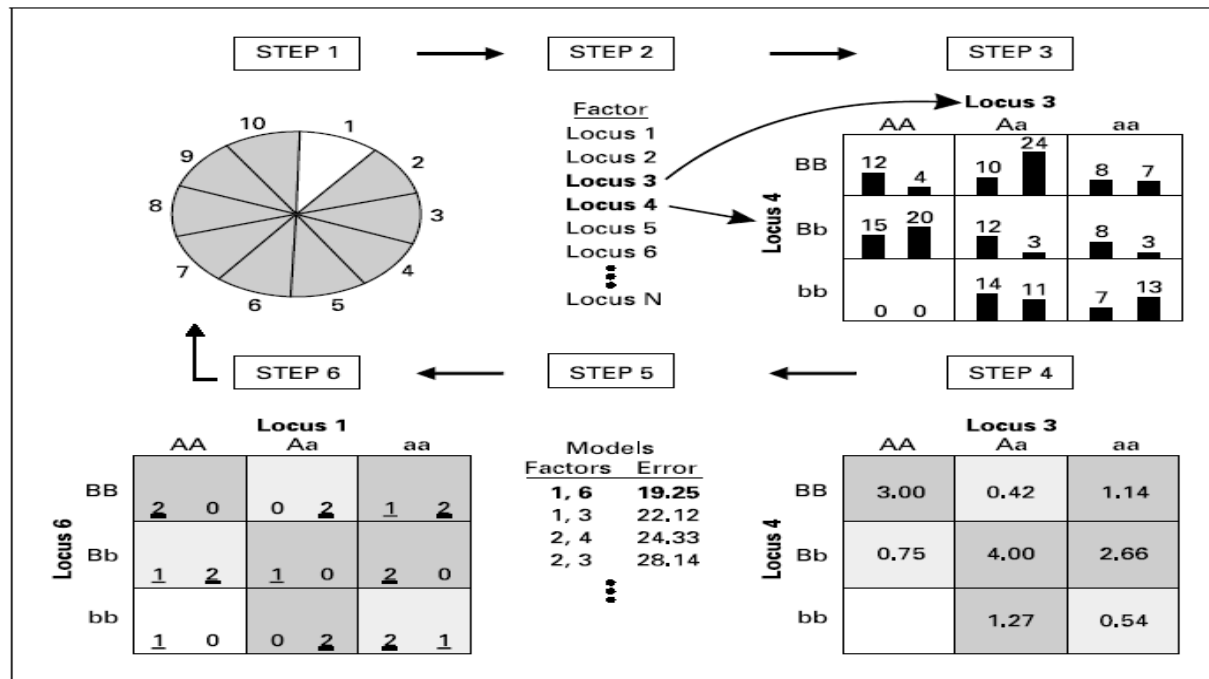 STEP 1
STEP 2
STEP 3
10 1
9 2
8 3
7 4
6 5
Factor
Locus 1
Locus 2
Locus 3
Locus 4
Locus 5
Locus 6
Locus N
Locus 3
AA Aa aa
Locus 4
BB 12 4 10 24 8 7
Bb 15 20 12 3 8 3
bb 0 0 14 11 7 13
STEP 6
STEP 5
STEP 4
Locus 1
AA Aa aa
Locus 6
BB 2 0 0 2 1 2
Bb 1 2 1 0 2 0
bb 1 0 0 2 2 1
Models
Factors Error
1, 6 19.25
1, 3 22.12
2, 4 24.33
2, 3 28.14
Locus 3
AA Aa aa
Locus 4
BB 3.00 0.42 1.14
Bb 0.75 4.00 2.66
bb 1.27 0.54